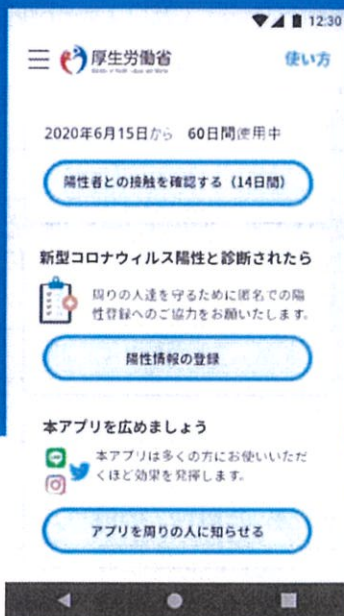 12:30
厚生労働省
使い方
2020年6月15日から 60日間使用中
陽性者との接触を確認する（14日間）
新型コロナウィルス陽性と診断されたら
周りの人達を守るために匿名での陽
性登録へのご協力をお願いいたします。
陽性情報の登録
本アプリを広めましょう
本アプリは多くの方にお使いいただ
くほど効果を発揮します。
アプリを周りの人に知らせる